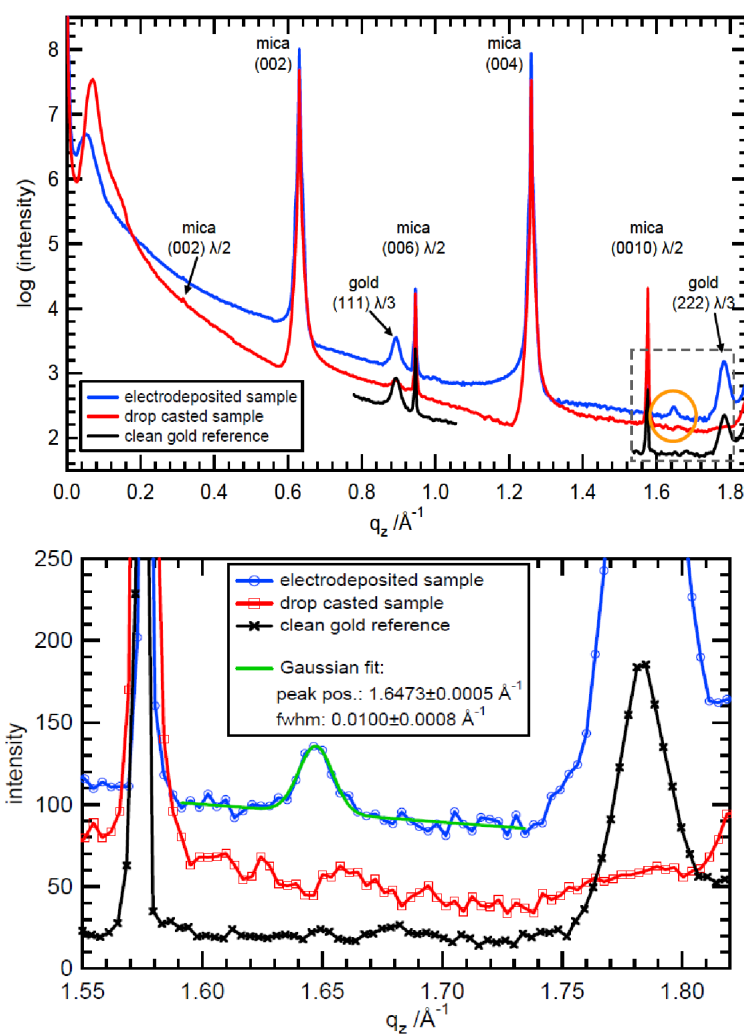 mica
(002)
mica
(004)
8
7
6
5
4
3
2
log (intensity)
mica
(002) λ/2
mica
(006) λ/2
gold
(111) λ/3
mica
(0010) λ/2
gold
(222) λ/3
electrodeposited sample
drop casted sample
clean gold reference
0.0 0.2 0.4 0.6 0.8 1.0 1.2 1.4 1.6 1.8
q_z /Å⁻¹
250
200
150
100
50
0
intensity
electrodeposited sample
drop casted sample
clean gold reference
Gaussian fit:
peak pos.: 1.6473±0.0005 Å⁻¹
fwhm: 0.0100±0.0008 Å⁻¹
1.55 1.60 1.65 1.70 1.75 1.80
q_z /Å⁻¹